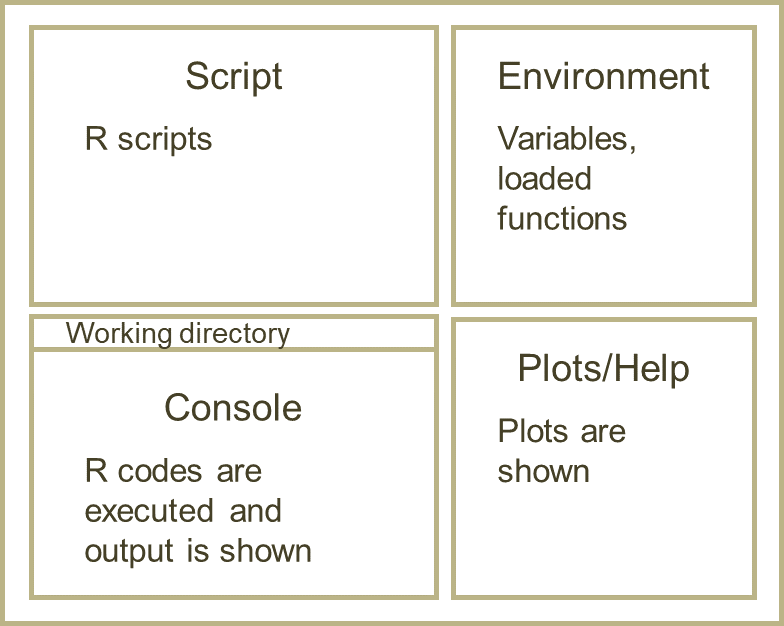 Script
R scripts
Environment
Variables,
loaded
functions
Working directory
Console
R codes are
executed and
output is shown
Plots/Help
Plots are
shown